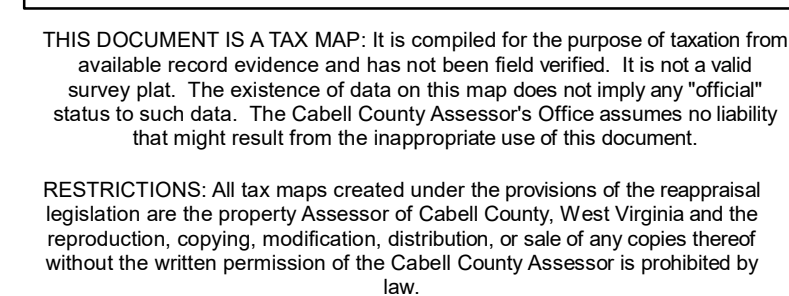 THIS DOCUMENT IS A TAX MAP: It is compiled for the purpose of taxation from
available record evidence and has not been field verified. It is not a valid
survey plat. The existence of data on this map does not imply any "official"
status to such data. The Cabell County Assessor's Office assumes no liability
that might result from the inappropriate use of this document.
RESTRICTIONS: All tax maps created under the provisions of the reappraisal
legislation are the property Assessor of Cabell County, West Virginia and the
reproduction, copying, modification, distribution, or sale of any copies thereof
without the written permission of the Cabell County Assessor is prohibited by
law.